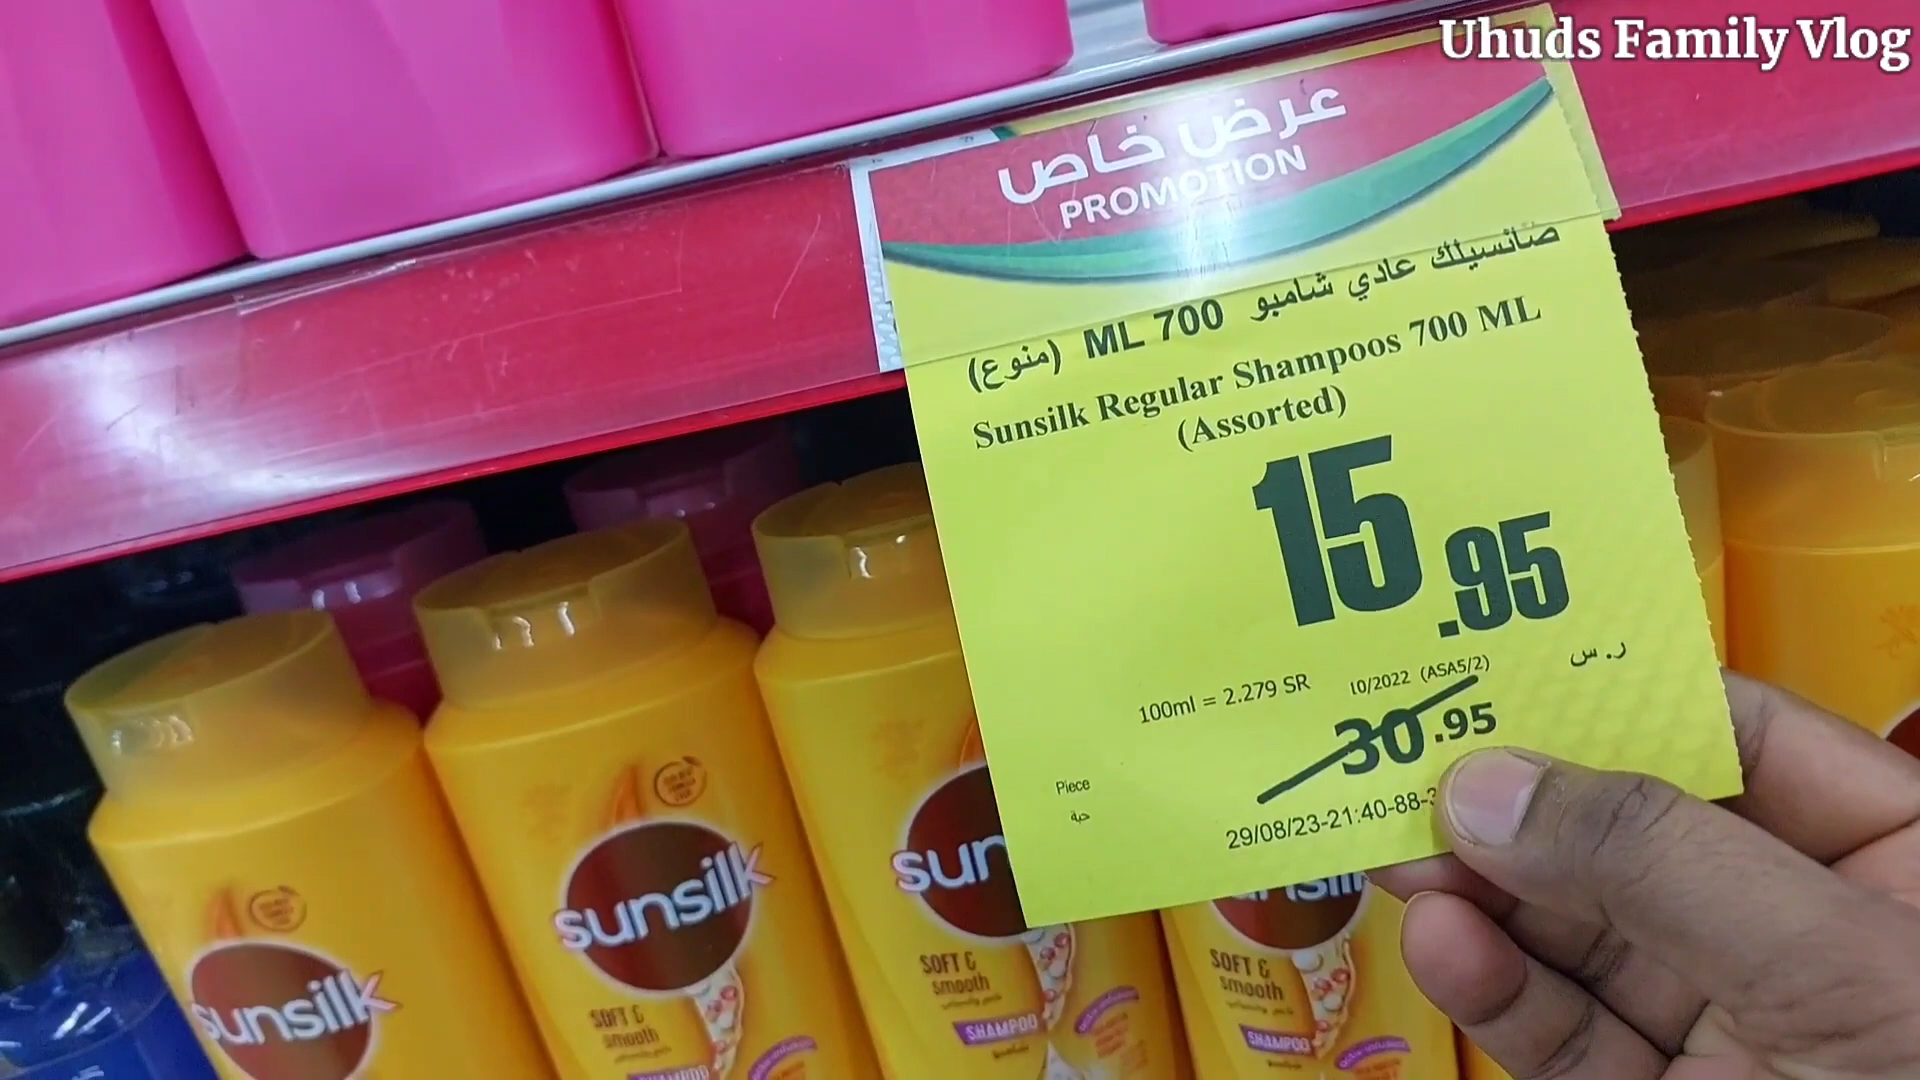 Uhuds Family Vlog
عرض خاص
PROMOTION
صانسيلك عادي شامبو 700 ML (منوع)
Sunsilk Regular Shampoos 700 ML
(Assorted)
15.95
ر.س
100ml = 2.279 SR
10/2022 (ASA5/2)
30.95
Piece
حبة
29/08/23-21:40-88-3
sunsilk
SOFT &
smooth
SHAMPOO
sunsilk
SOFT &
smooth
SHAMPOO
sun
sunsilk
SOFT &
smooth
SHAMPOO